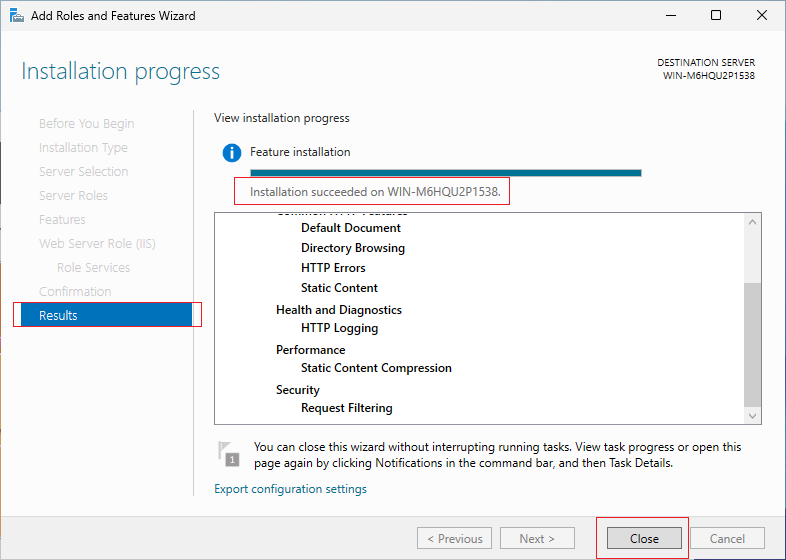 Add Roles and Features Wizard
Installation progress
DESTINATION SERVER
WIN-M6HQU2P1538
Before You Begin
Installation Type
Server Selection
Server Roles
Features
Web Server Role (IIS)
Role Services
Confirmation
Results
View installation progress
Feature installation
Installation succeeded on WIN-M6HQU2P1538.
Common HTTP Features
Default Document
Directory Browsing
HTTP Errors
Static Content
Health and Diagnostics
HTTP Logging
Performance
Static Content Compression
Security
Request Filtering
1
You can close this wizard without interrupting running tasks. View task progress or open this
page again by clicking Notifications in the command bar, and then Task Details.
Export configuration settings
< Previous
Next >
Close
Cancel